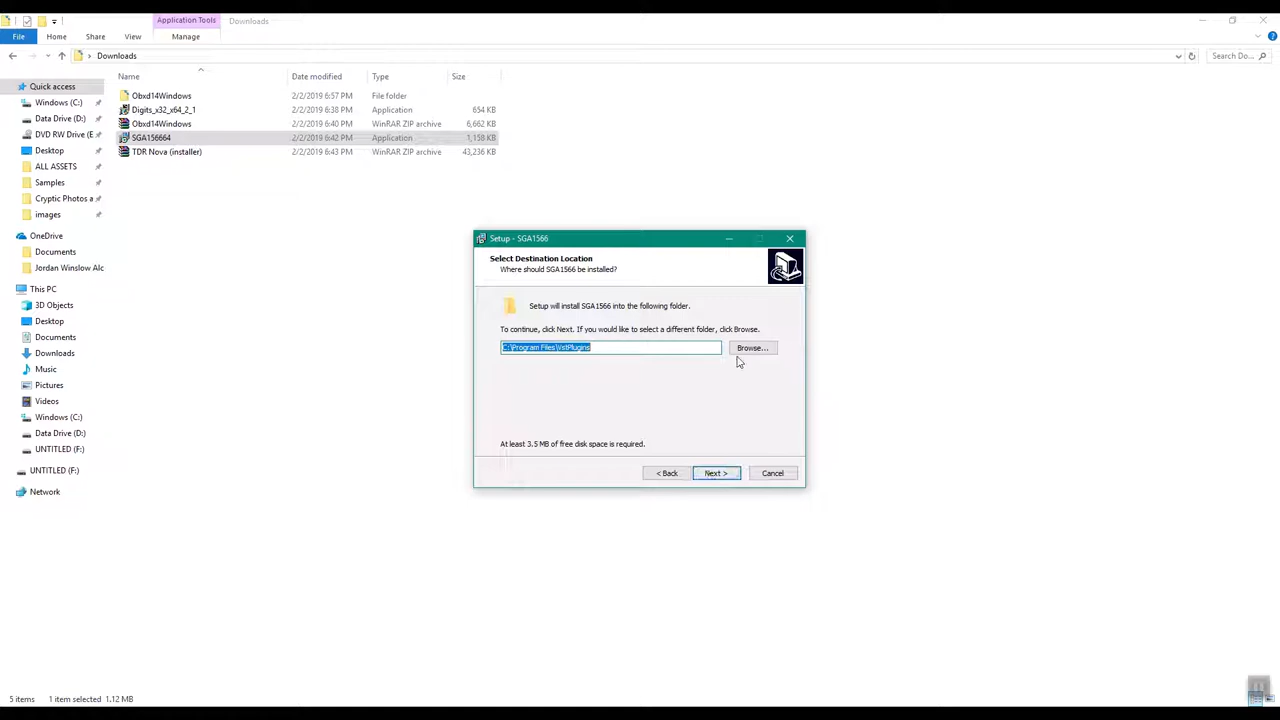 Application Tools
Downloads
File
Home
Share
View
Manage
Downloads
Search Do...
Name
Date modified
Type
Size
Quick access
Windows (C:)
Data Drive (D:)
DVD RW Drive (E
Desktop
ALL ASSETS
Samples
Cryptic Photos a
images
OneDrive
Documents
Jordan Winslow Alc
This PC
3D Objects
Desktop
Documents
Downloads
Music
Pictures
Videos
Windows (C:)
Data Drive (D:)
UNTITLED (F:)
UNTITLED (F:)
Network
Obxd14Windows 2/2/2019 6:57 PM File folder
Digits_x32_x64_2_1 2/2/2019 6:38 PM Application 654 KB
Obxd14Windows 2/2/2019 6:40 PM WinRAR ZIP archive 6,662 KB
SGA156664 2/2/2019 6:42 PM Application 1,158 KB
TDR Nova (installer) 2/2/2019 6:43 PM WinRAR ZIP archive 43,236 KB
Setup - SGA1566
Select Destination Location
Where should SGA1566 be installed?
Setup will install SGA1566 into the following folder.
To continue, click Next. If you would like to select a different folder, click Browse.
C:\Program Files\VstPlugins
Browse...
At least 3.5 MB of free disk space is required.
< Back
Next >
Cancel
5 items
1 item selected 1.12 MB